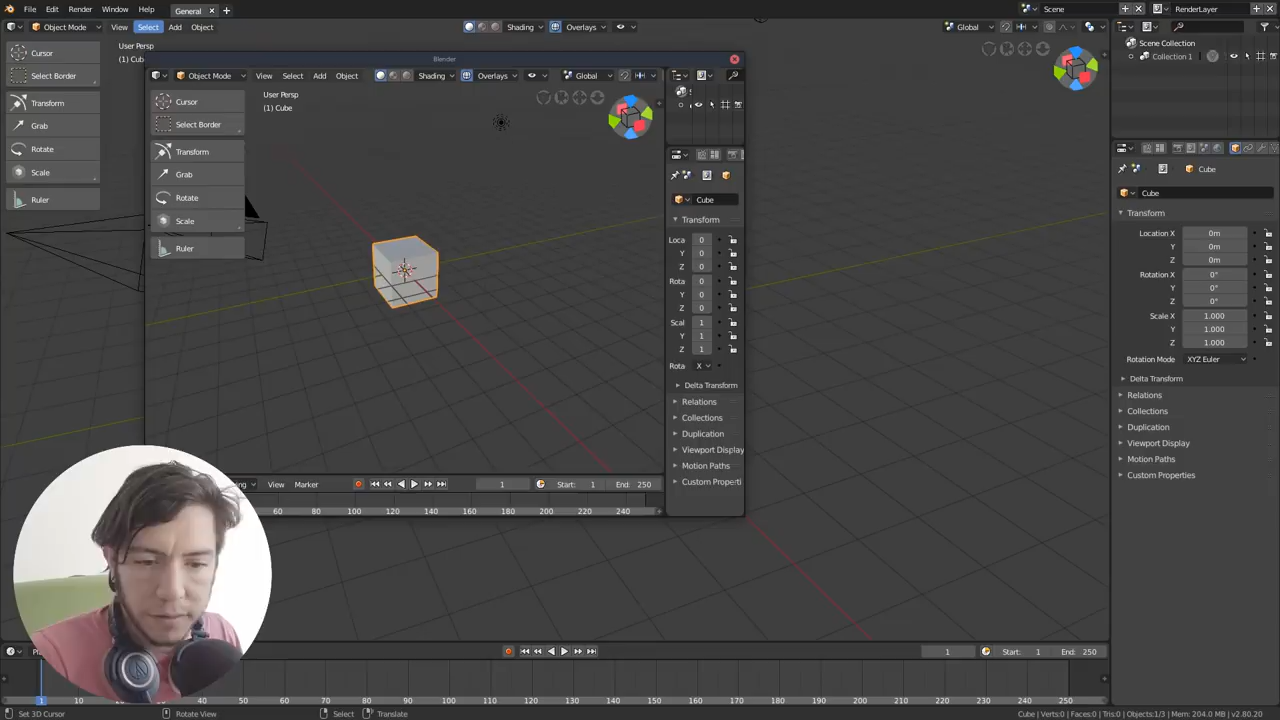 File Edit Render Window Help General
Scene RenderLayer
Object Mode View Select Add Object Shading Overlays Global
User Persp
(1) Cub
Cursor
Select Border
Transform
Grab
Rotate
Scale
Ruler
Blender
Object Mode View Select Add Object Shading Overlays Global
User Persp
(1) Cube
Cursor
Select Border
Transform
Grab
Rotate
Scale
Ruler
Cube
Transform
Loca 0
Y 0
Z 0
Rota 0
Y 0
Z 0
Scal 1
Y 1
Z 1
Rota X
Delta Transform
Relations
Collections
Duplication
Viewport Display
Motion Paths
Custom Properti
View Marker 1 Start: 1 End: 250
60 80 100 120 140 160 180 200 220 240
Scene Collection
Collection 1
Cube
Cube
Transform
Location X 0m
Y 0m
Z 0m
Rotation X 0°
Y 0°
Z 0°
Scale X 1.000
Y 1.000
Z 1.000
Rotation Mode XYZ Euler
Delta Transform
Relations
Collections
Duplication
Viewport Display
Motion Paths
Custom Properties
1 Start: 1 End: 250
1 10 80 90 100 110 120 130 140 150 160 170 180 190 200 210 220 230 240 250
Set 3D Cursor Rotate View Select Translate Cube | Verts:0 | Faces:0 | Tris:0 | Objects:1/3 | Mem: 204.0 MB | v2.80.20